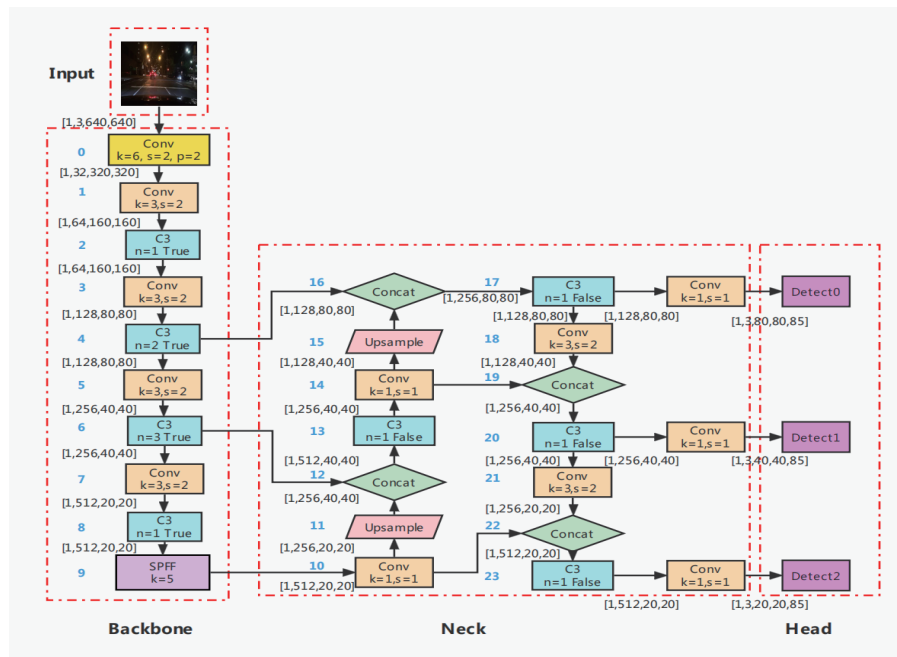 Input
[1,3,640,640]
0
Conv
k=6, s=2, p=2
[1,32,320,320]
1
Conv
k=3,s=2
[1,64,160,160]
2
C3
n=1 True
[1,64,160,160]
3
Conv
k=3,s=2
[1,128,80,80]
4
C3
n=2 True
[1,128,80,80]
5
Conv
k=3,s=2
[1,256,40,40]
6
C3
n=3 True
[1,256,40,40]
7
Conv
k=3,s=2
[1,512,20,20]
8
C3
n=1 True
[1,512,20,20]
9
SPFF
k=5
Backbone
16
Concat
[1,128,80,80]
15
Upsample
[1,128,40,40]
14
Conv
k=1,s=1
[1,256,40,40]
13
C3
n=1 False
[1,512,40,40]
12
Concat
[1,256,40,40]
11
Upsample
[1,256,20,20]
10
Conv
k=1,s=1
[1,512,20,20]
17
[1,256,80,80]
C3
n=1 False
[1,128,80,80]
Conv
k=1,s=1
[1,128,80,80]
18
Conv
k=3,s=2
[1,128,40,40]
19
Concat
[1,256,40,40]
20
C3
n=1 False
[1,256,40,40]
Conv
k=1,s=1
[1,256,40,40]
21
Conv
k=3,s=2
[1,256,20,20]
22
Concat
[1,512,20,20]
23
C3
n=1 False
Conv
k=1,s=1
[1,512,20,20]
Neck
Detect0
[1,3,80,80,85]
Detect1
[1,3,40,40,85]
Detect2
[1,3,20,20,85]
Head